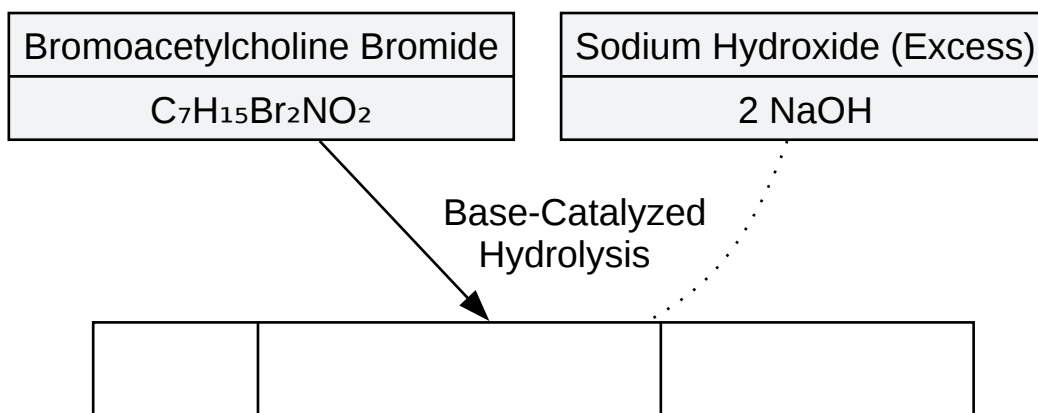 Bromoacetylcholine Bromide
C₇H₁₅Br₂NO₂
Sodium Hydroxide (Excess)
2 NaOH
Base-Catalyzed
Hydrolysis